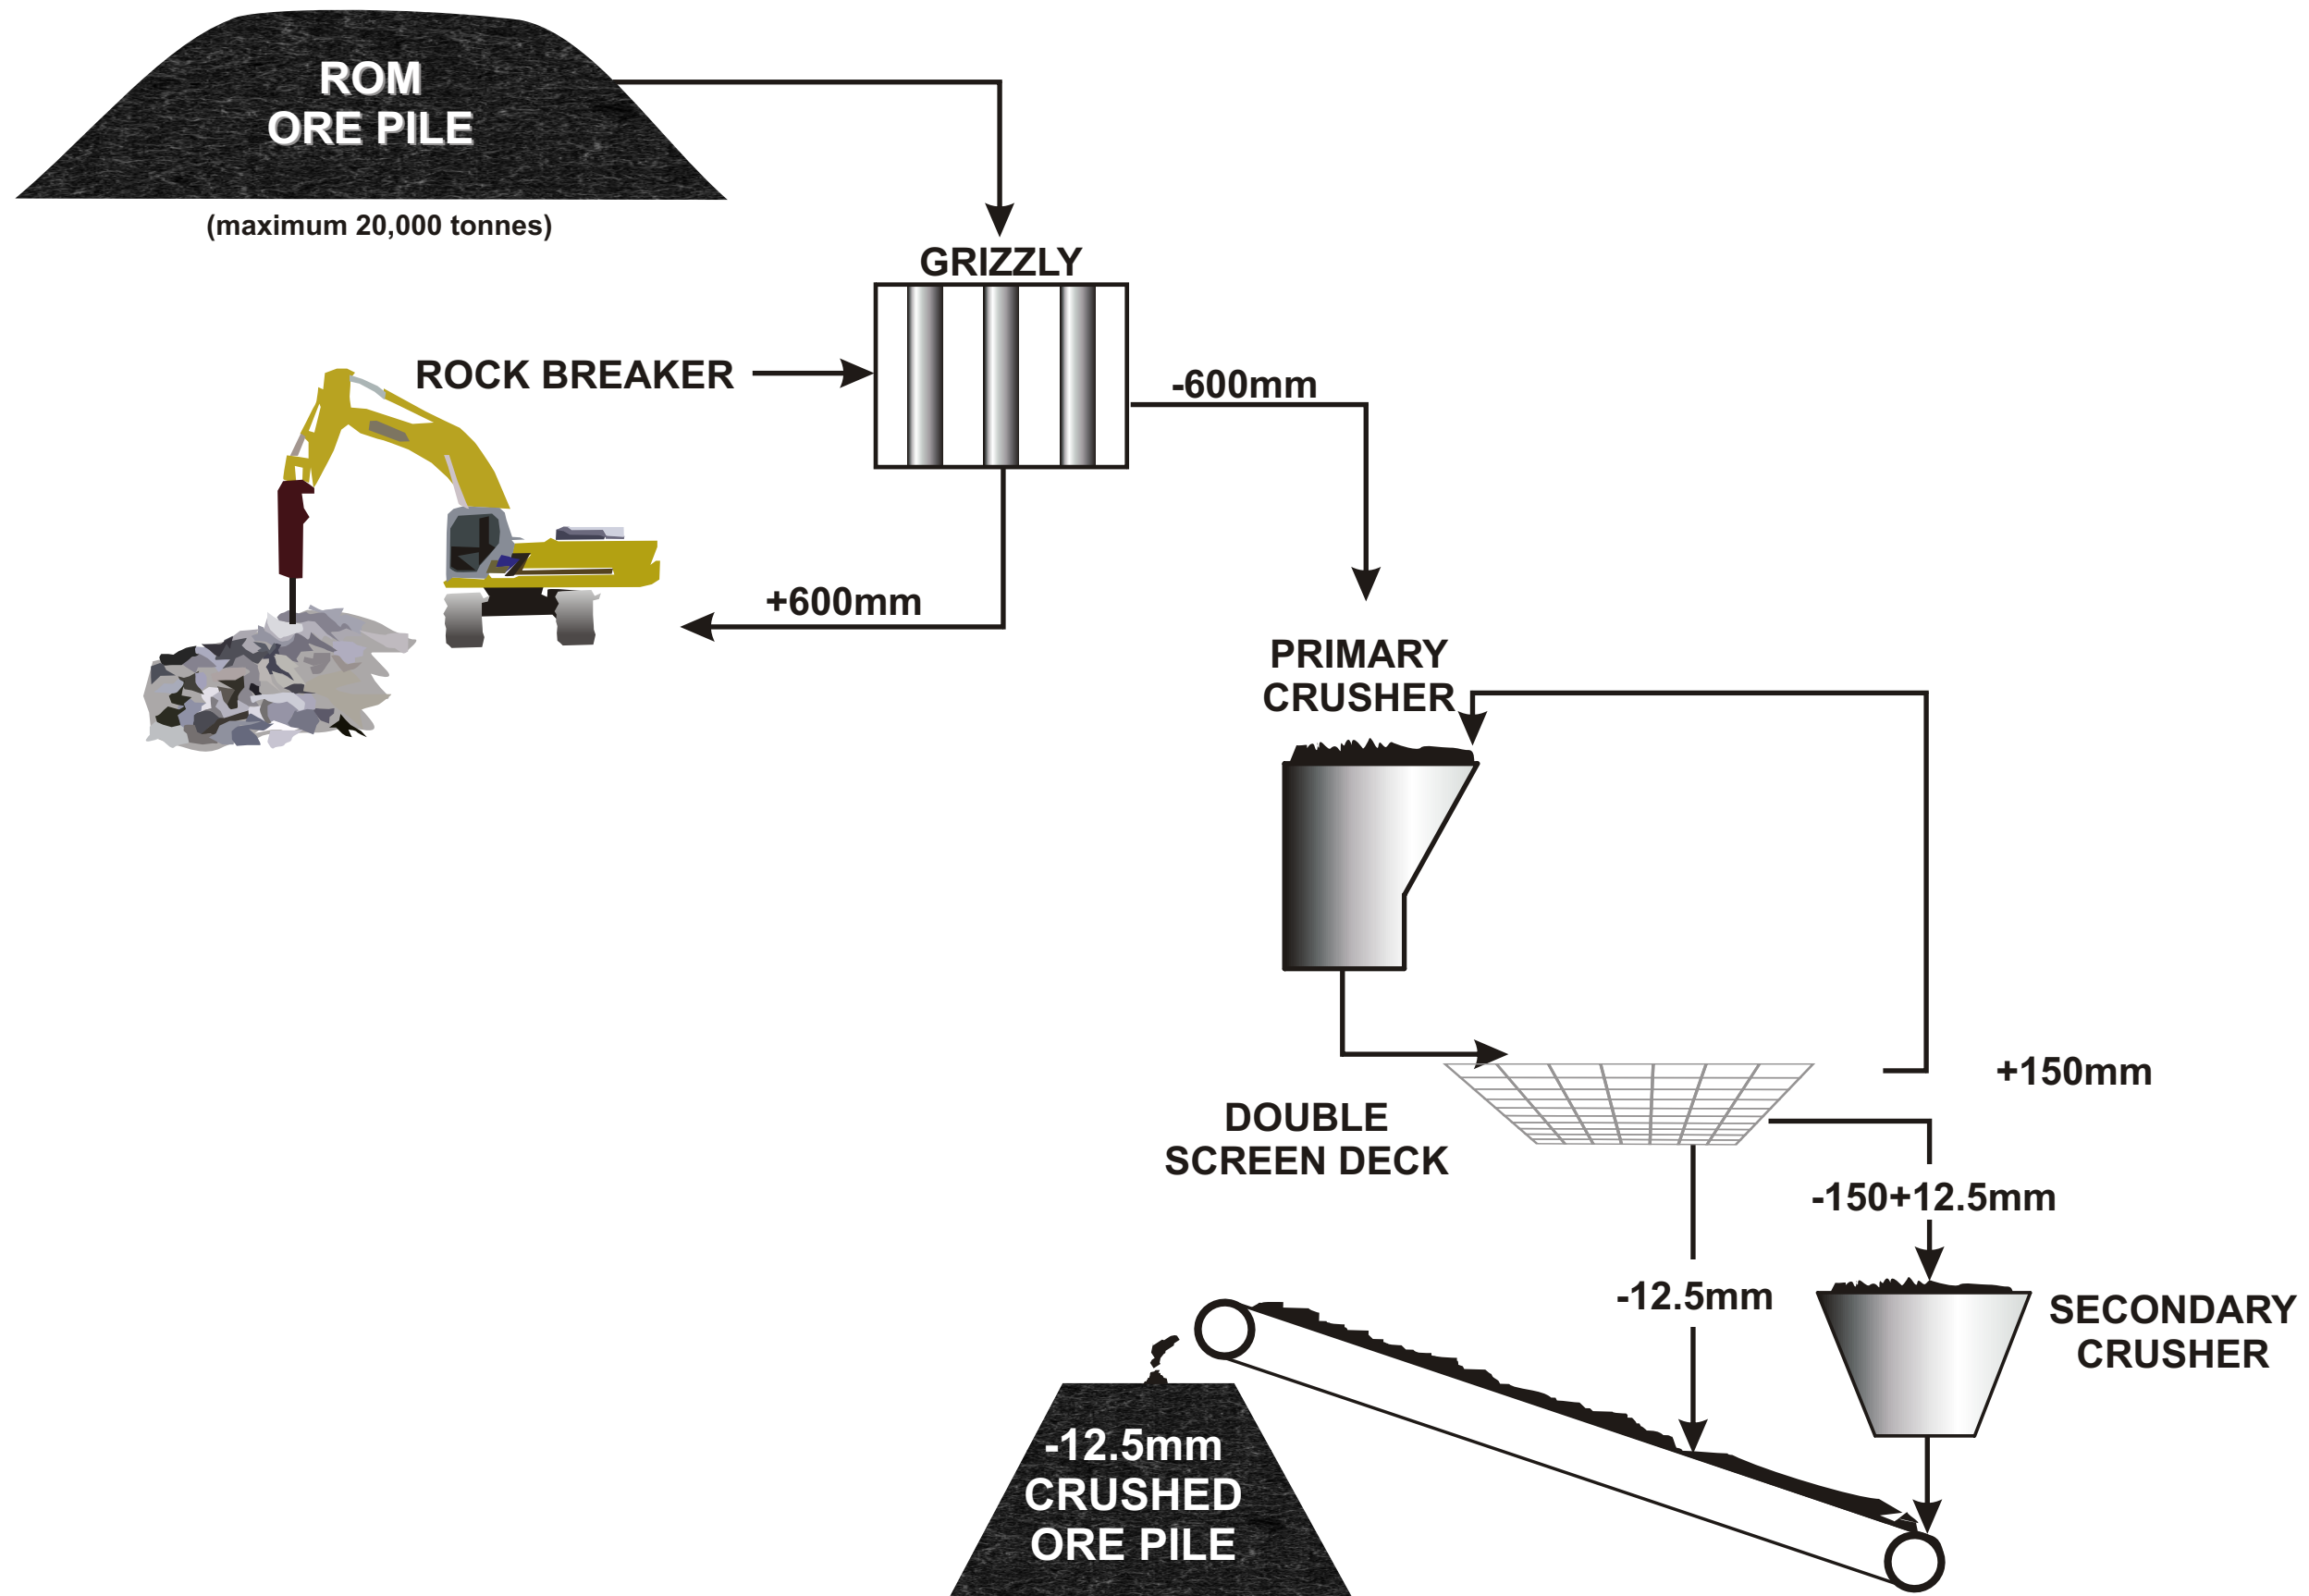 ROM
ORE PILE
(maximum 20,000 tonnes)
GRIZZLY
ROCK BREAKER
-600mm
+600mm
PRIMARY
CRUSHER
+150mm
DOUBLE
SCREEN DECK
-150+12.5mm
-12.5mm
SECONDARY
CRUSHER
-12.5mm
CRUSHED
ORE PILE